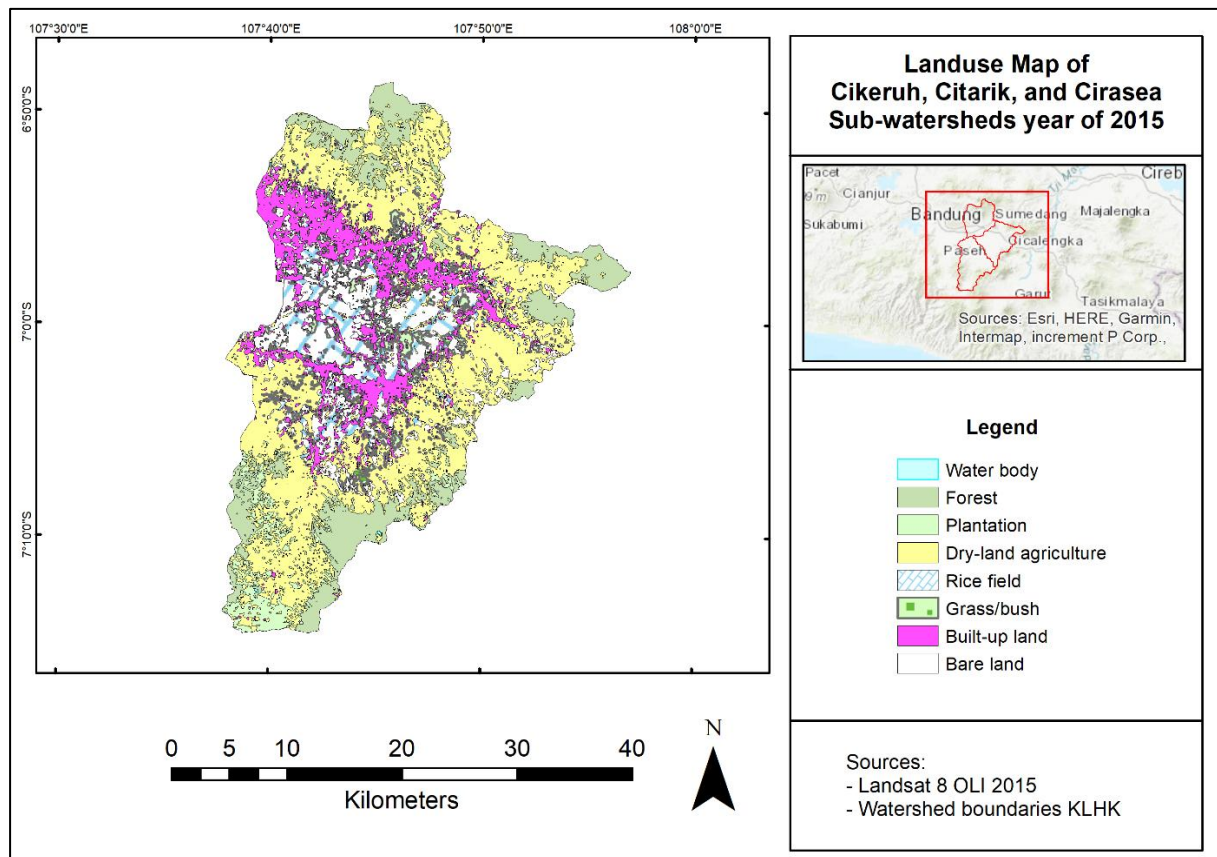 107°30'0"E
107°40'0"E
107°50'0"E
108°0'0"E
6°50'0"S
7°0'0"S
7°10'0"S
Landuse Map of
Cikeruh, Citarik, and Cirasea
Sub-watersheds year of 2015
Pacet
Cireb
Cianjur
Bandung
Sumedang
Majalengka
Sukabumi
Cicalengka
Paseh
Garut
Tasikmalaya
Sources: Esri, HERE, Garmin,
Intermap, increment P Corp.,
Legend
Water body
Forest
Plantation
Dry-land agriculture
Rice field
Grass/bush
Built-up land
Bare land
0 5 10 20 30 40
Kilometers
N
Sources:
- Landsat 8 OLI 2015
- Watershed boundaries KLHK